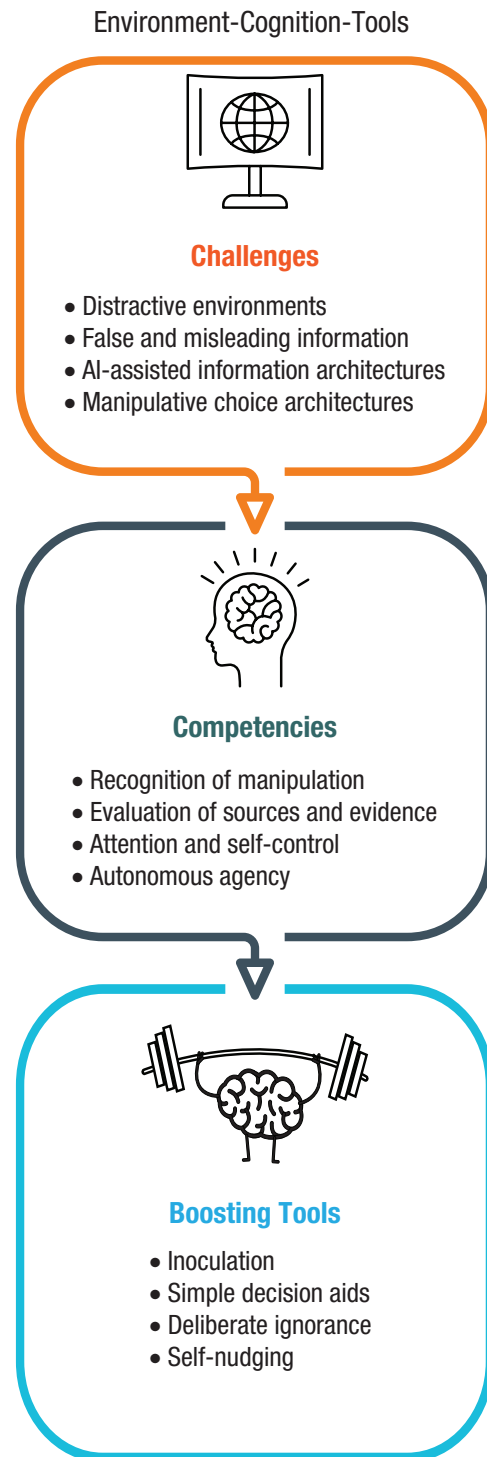 Environment-Cognition-Tools
Challenges
• Distractive environments
• False and misleading information
• AI-assisted information architectures
• Manipulative choice architectures
Competencies
• Recognition of manipulation
• Evaluation of sources and evidence
• Attention and self-control
• Autonomous agency
Boosting Tools
• Inoculation
• Simple decision aids
• Deliberate ignorance
• Self-nudging